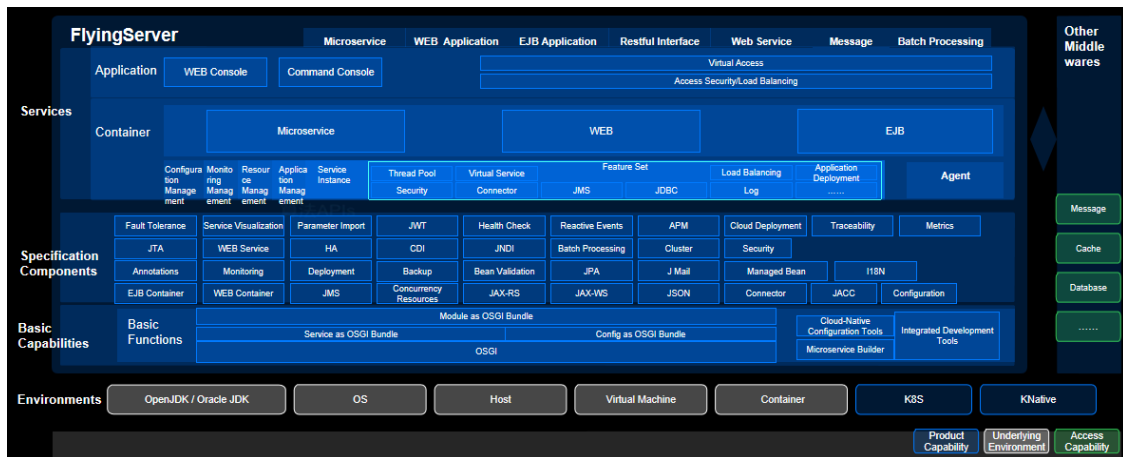 FlyingServer
Microservice WEB Application EJB Application Restful Interface Web Service Message Batch Processing
Other
Middle
wares
Application WEB Console Command Console
Virtual Access
Access Security/Load Balancing
Services
Container Microservice WEB EJB
Configura
tion
Manage
ment
Monito
ring
Manag
ement
Resour
ce
Manag
ement
Applica
tion
Manag
ement
Service
Instance
Feature Set
Thread Pool Virtual Service Load Balancing
Application
Deployment
Security Connector JMS JDBC Log ......
Agent
Specification
Components
Fault Tolerance Service Visualization Parameter Import JWT Health Check Reactive Events APM Cloud Deployment Traceability Metrics
JTA WEB Service HA CDI JNDI Batch Processing Cluster Security
Annotations Monitoring Deployment Backup Bean Validation JPA J Mail Managed Bean I18N
EJB Container WEB Container JMS
Concurrency
Resources
JAX-RS JAX-WS JSON Connector JACC Configuration
Message
Cache
Database
......
Basic
Capabilities
Basic
Functions
Module as OSGI Bundle
Service as OSGI Bundle Config as OSGI Bundle
OSGI
Cloud-Native
Configuration Tools
Microservice Builder
Integrated Development
Tools
Environments OpenJDK / Oracle JDK OS Host Virtual Machine Container K8S KNative
Product
Capability
Underlying
Environment
Access
Capability